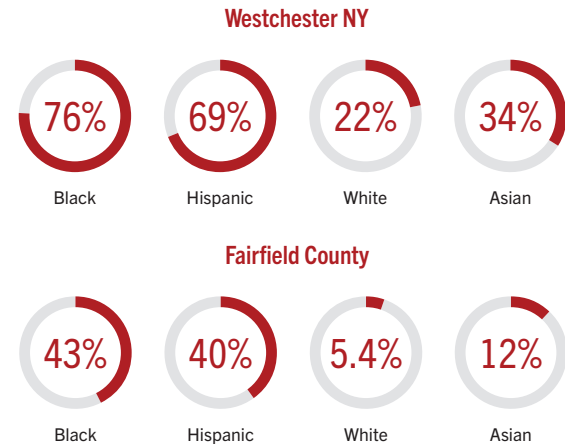 Westchester NY
76% 69% 22% 34%
Black Hispanic White Asian
Fairfield County
43% 40% 5.4% 12%
Black Hispanic White Asian